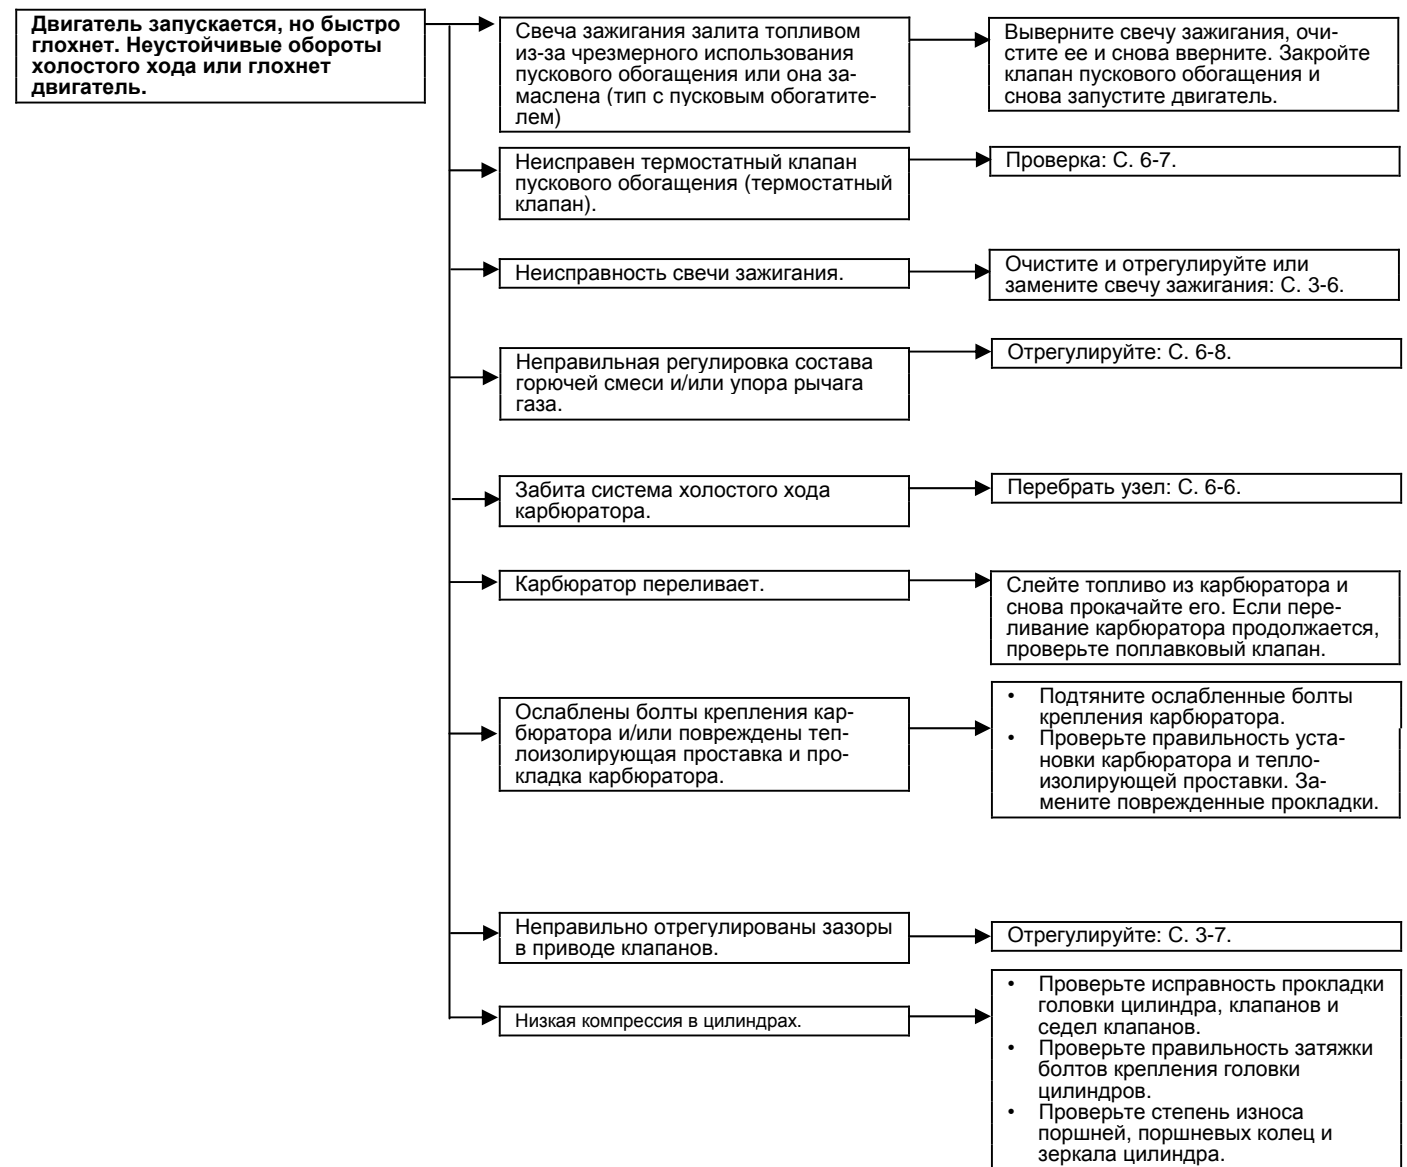 Двигатель запускается, но быстро
глохнет. Неустойчивые обороты
холостого хода или глохнет
двигатель.
Свеча зажигания залита топливом
из-за чрезмерного использования
пускового обогащения или она за-
маслена (тип с пусковым обогатите-
лем)
Выверните свечу зажигания, очи-
стите ее и снова вверните. Закройте
клапан пускового обогащения и
снова запустите двигатель.
Неисправен термостатный клапан
пускового обогащения (термостатный
клапан).
Проверка: С. 6-7.
Неисправность свечи зажигания.
Очистите и отрегулируйте или
замените свечу зажигания: С. 3-6.
Неправильная регулировка состава
горючей смеси и/или упора рычага
газа.
Отрегулируйте: С. 6-8.
Забита система холостого хода
карбюратора.
Перебрать узел: С. 6-6.
Карбюратор переливает.
Слейте топливо из карбюратора и
снова прокачайте его. Если пере-
ливание карбюратора продолжается,
проверьте поплавковый клапан.
Ослаблены болты крепления кар-
бюратора и/или повреждены теп-
лоизолирующая проставка и про-
кладка карбюратора.
• Подтяните ослабленные болты
крепления карбюратора.
• Проверьте правильность уста-
новки карбюратора и тепло-
изолирующей проставки. За-
мените поврежденные прокладки.
Неправильно отрегулированы зазоры
в приводе клапанов.
Отрегулируйте: С. 3-7.
Низкая компрессия в цилиндрах.
• Проверьте исправность прокладки
головки цилиндра, клапанов и
седел клапанов.
• Проверьте правильность затяжки
болтов крепления головки
цилиндров.
• Проверьте степень износа
поршней, поршневых колец и
зеркала цилиндра.